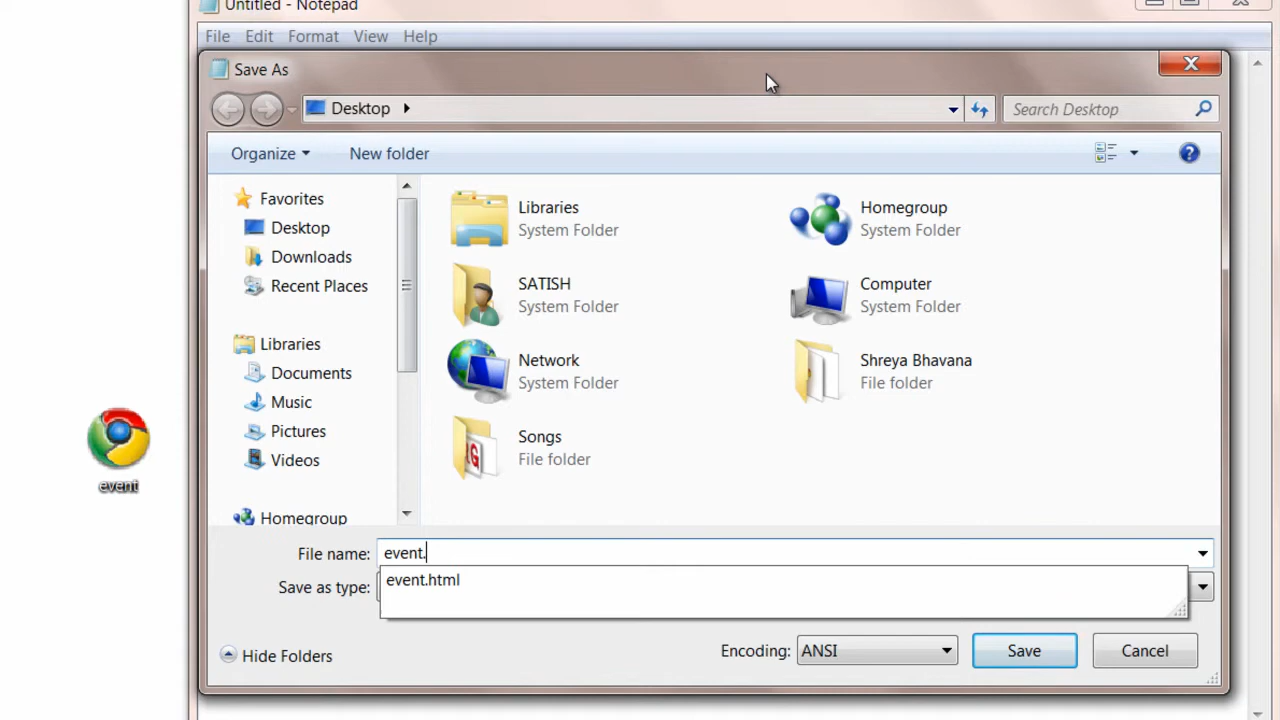 Untitled - Notepad
File Edit Format View Help
Save As
Desktop
Search Desktop
Organize
New folder
Favorites
Desktop
Downloads
Recent Places
Libraries
Documents
Music
Pictures
Videos
Homegroup
Libraries
System Folder
Homegroup
System Folder
SATISH
System Folder
Computer
System Folder
Network
System Folder
Shreya Bhavana
File folder
Songs
File folder
event
File name: event.
event.html
Save as type:
Hide Folders
Encoding: ANSI
Save
Cancel